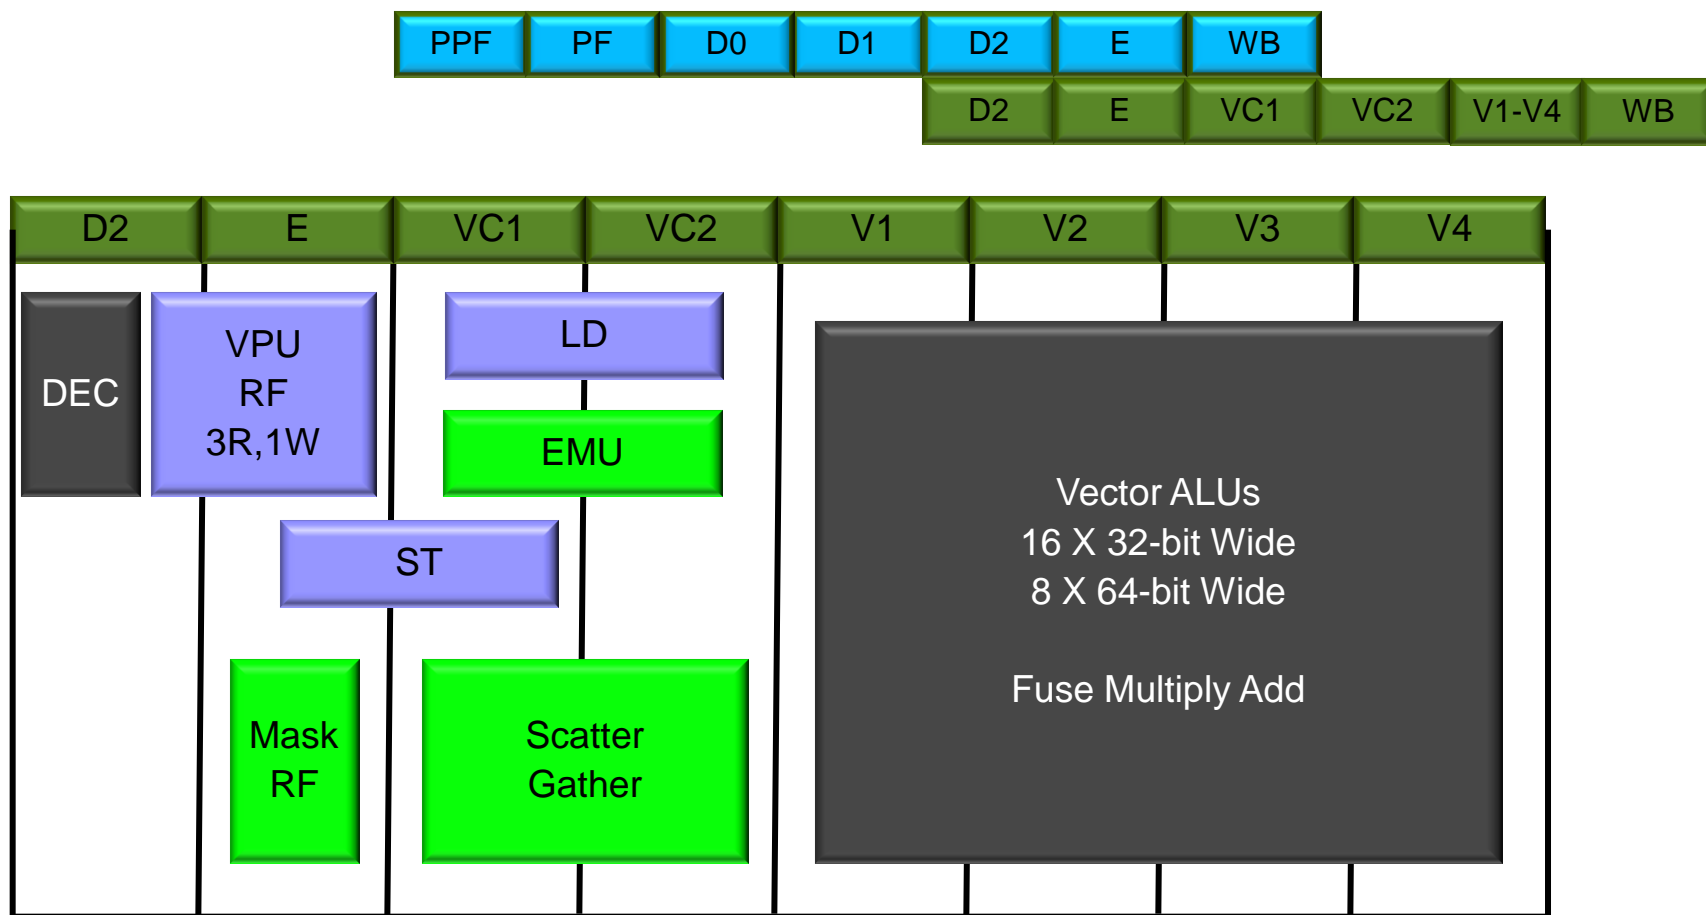 PPF PF D0 D1 D2 E WB
D2 E VC1 VC2 V1-V4 WB
D2 E VC1 VC2 V1 V2 V3 V4
DEC
VPU
RF
3R,1W
LD
EMU
ST
Mask
RF
Scatter
Gather
Vector ALUs
16 X 32-bit Wide
8 X 64-bit Wide
Fuse Multiply Add